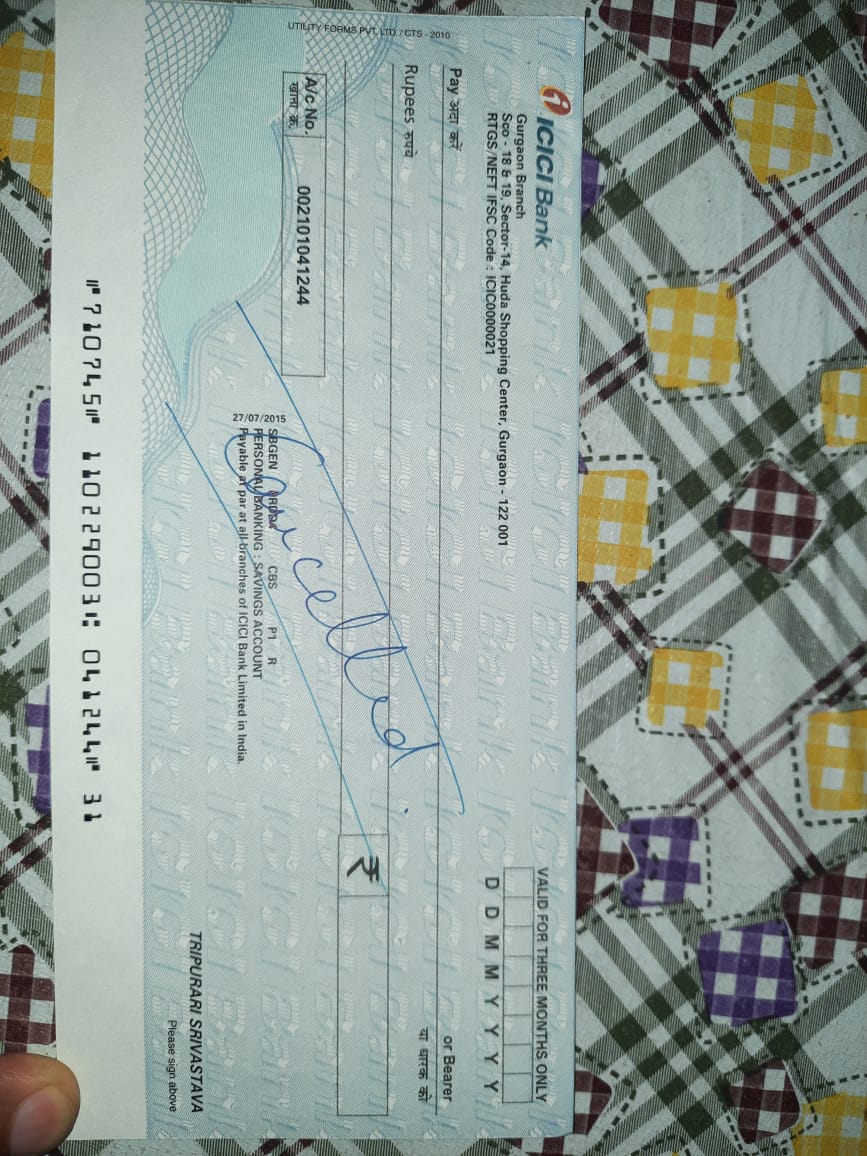 UTILITY FORMS PVT. LTD. / CTS - 2010
ICICI Bank
Gurgaon Branch
Sco - 18 & 19, Sector-14, Huda Shopping Center, Gurgaon - 122 001
RTGS/NEFT IFSC Code : ICIC0000021
VALID FOR THREE MONTHS ONLY
D D M M Y Y Y Y
Pay अदा करें
or Bearer
या धारक को
Rupees रुपये
₹
A/c No.
खाता क्र.
002101041244
Cancelled
27/07/2015
SBGEN CBS P1 R
PERSONAL BANKING : SAVINGS ACCOUNT
Payable at par at all branches of ICICI Bank Limited in India.
TRIPURARI SRIVASTAVA
Please sign above
⑈710745⑈ 110229003⑆ 041244⑈ 31